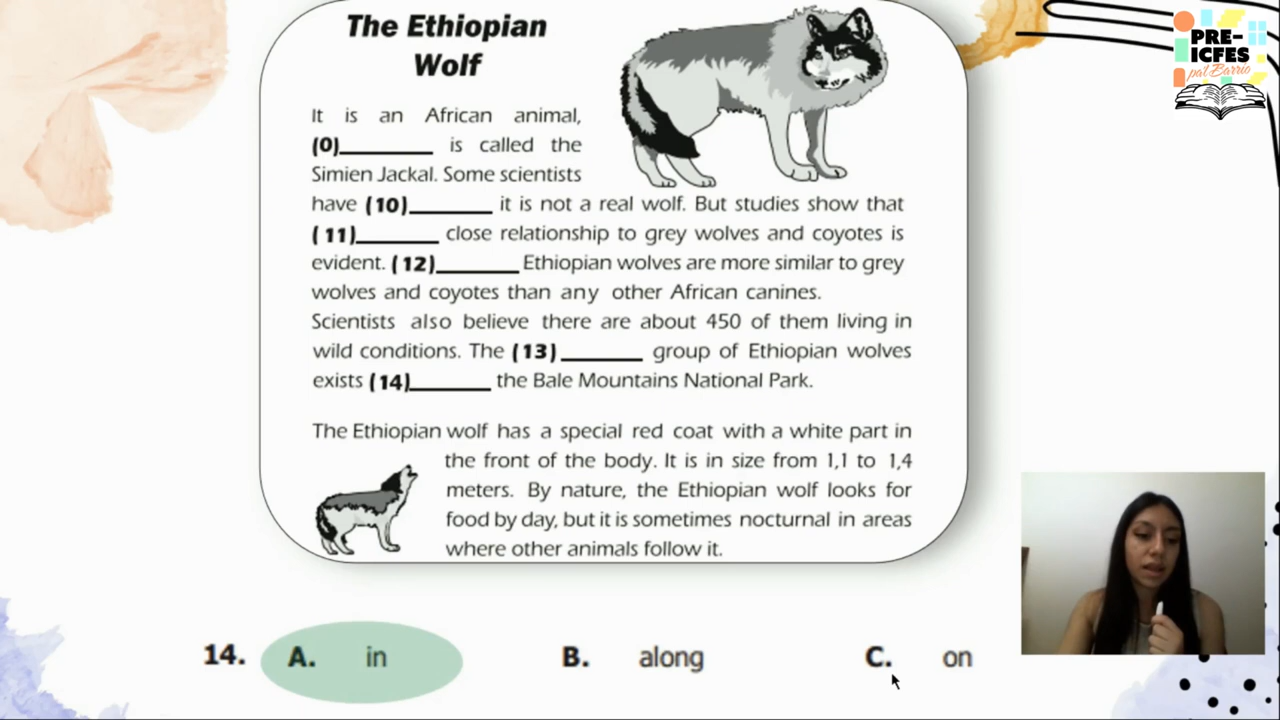 The Ethiopian
Wolf
PRE-
ICFES
pa'l Barrio
It is an African animal,
(0)_________ is called the
Simien Jackal. Some scientists
have (10)________ it is not a real wolf. But studies show that
(11)________ close relationship to grey wolves and coyotes is
evident. (12)________ Ethiopian wolves are more similar to grey
wolves and coyotes than any other African canines.
Scientists also believe there are about 450 of them living in
wild conditions. The (13)________ group of Ethiopian wolves
exists (14)________ the Bale Mountains National Park.
The Ethiopian wolf has a special red coat with a white part in
the front of the body. It is in size from 1,1 to 1,4
meters. By nature, the Ethiopian wolf looks for
food by day, but it is sometimes nocturnal in areas
where other animals follow it.
14. A. in B. along C. on